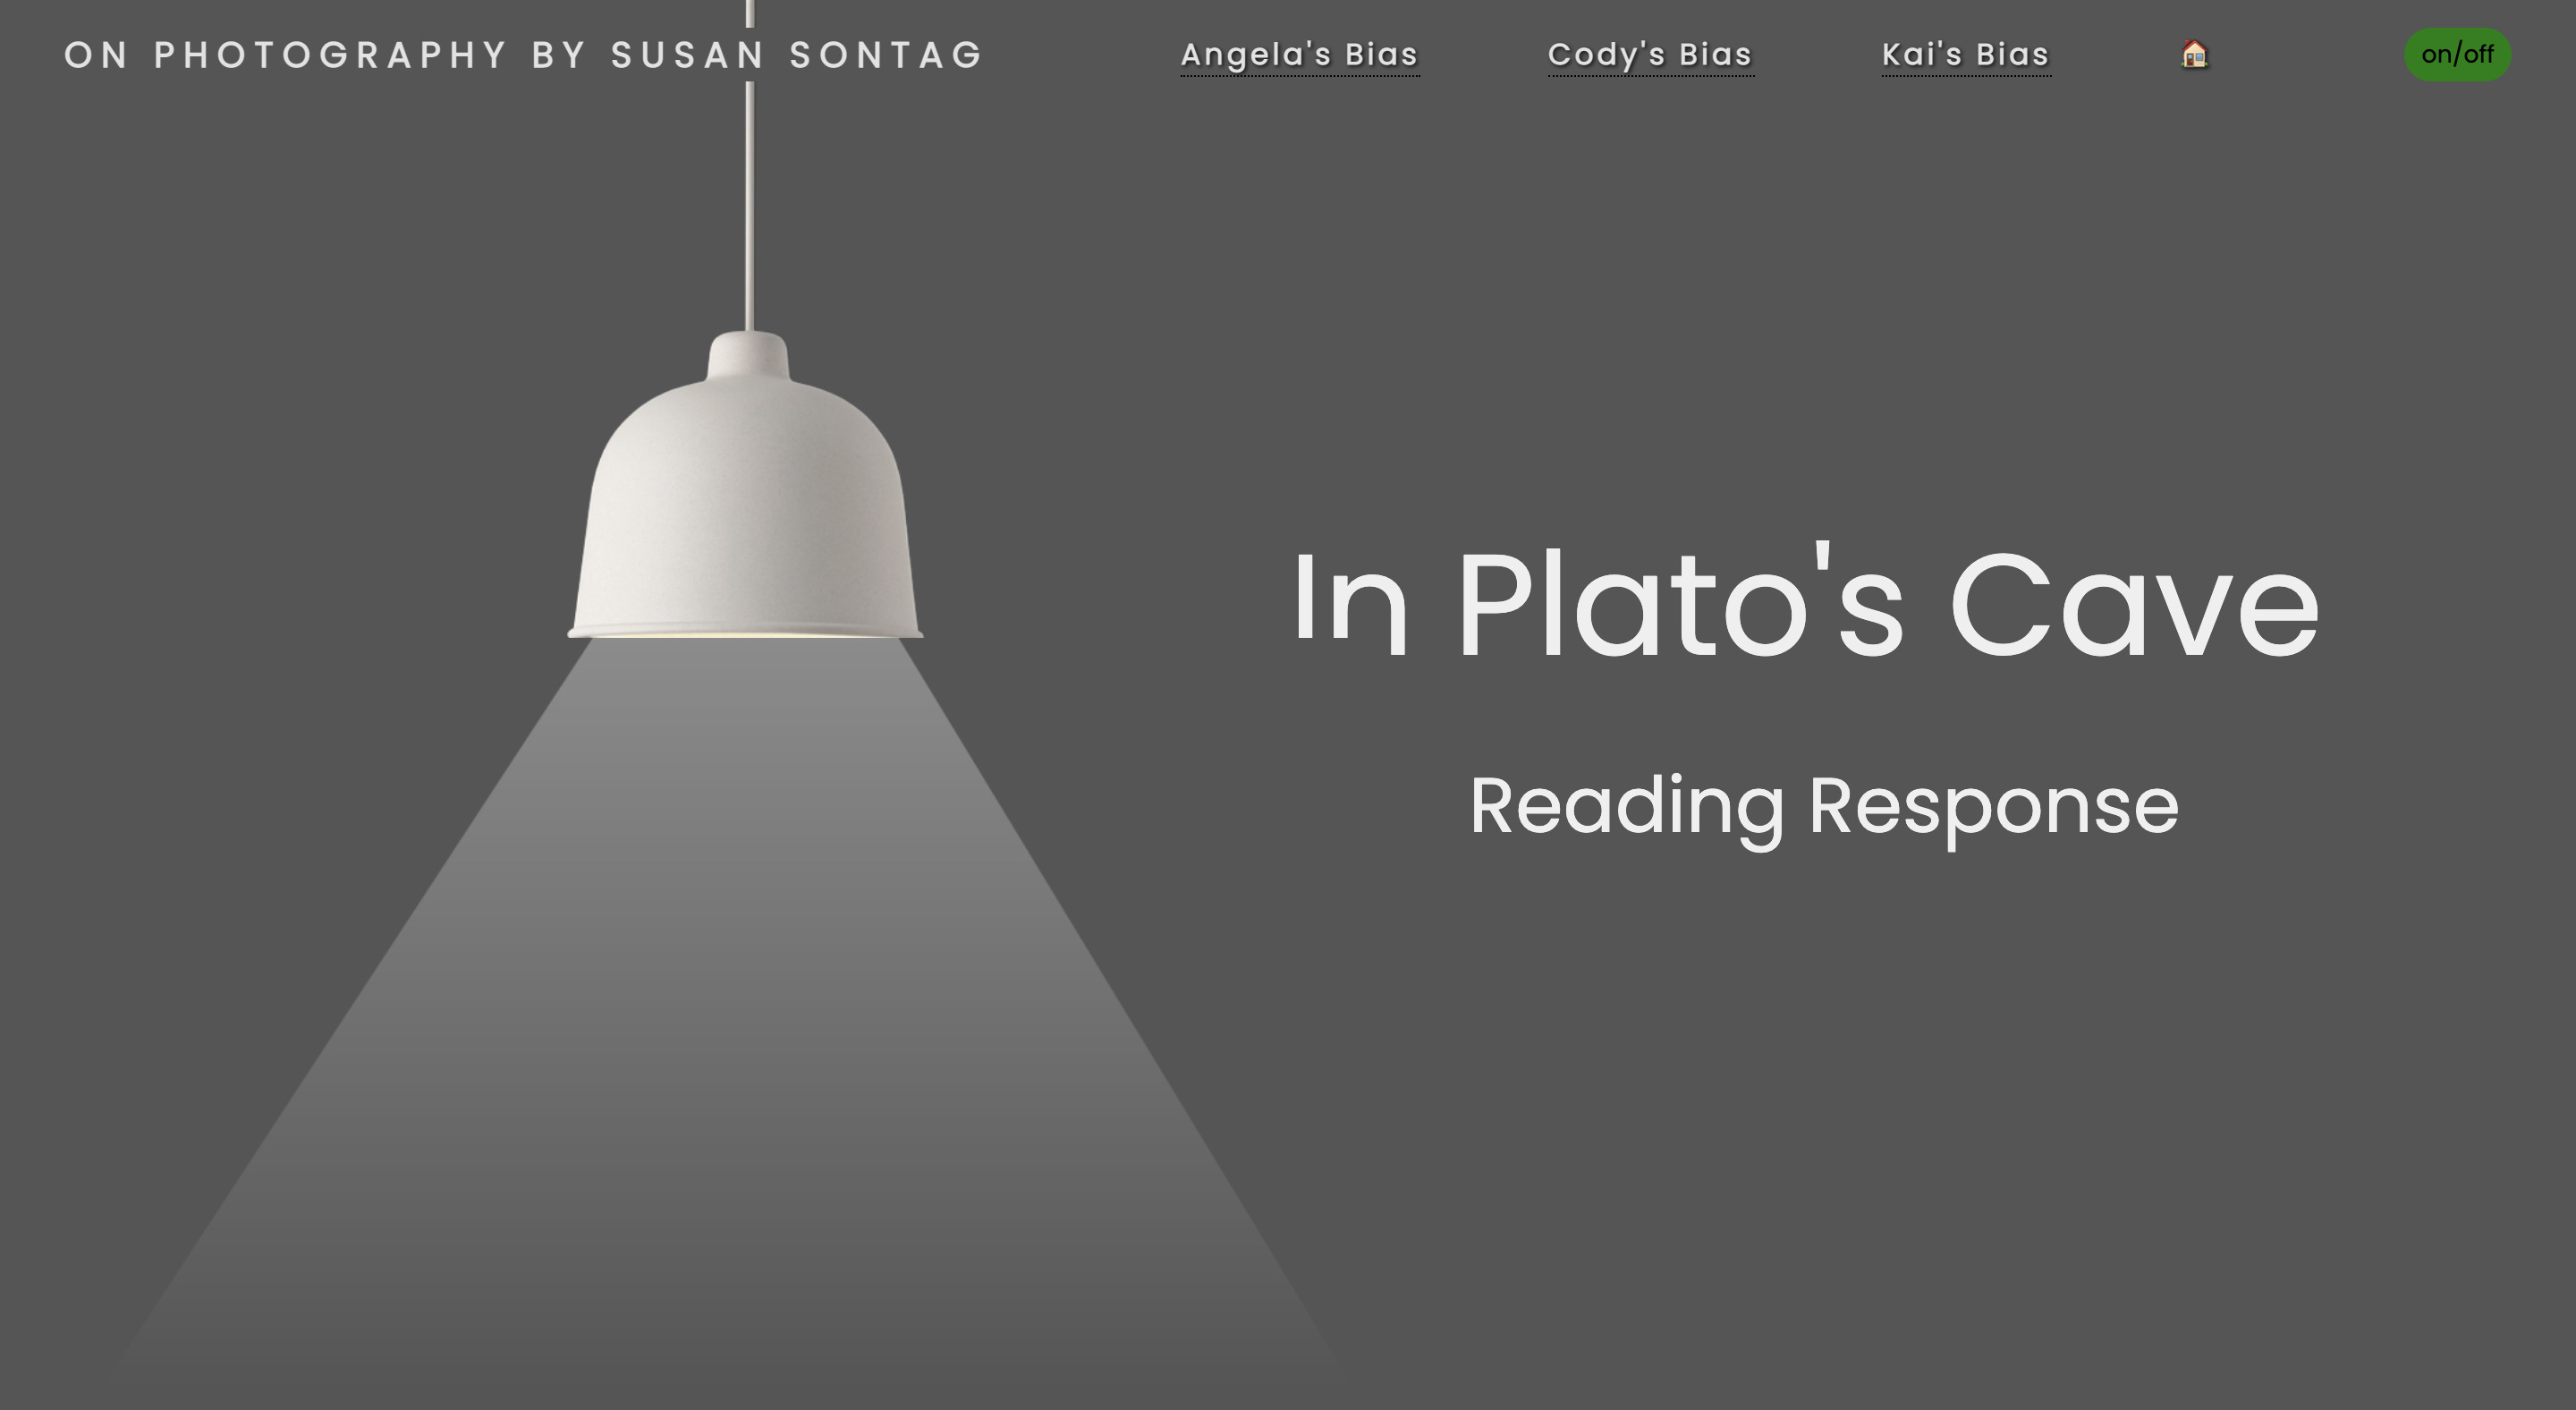 ON PHOTOGRAPHY BY SUSAN SONTAG Angela's Bias Cody's Bias Kai's Bias 🏠 on/off
In Plato's Cave
Reading Response